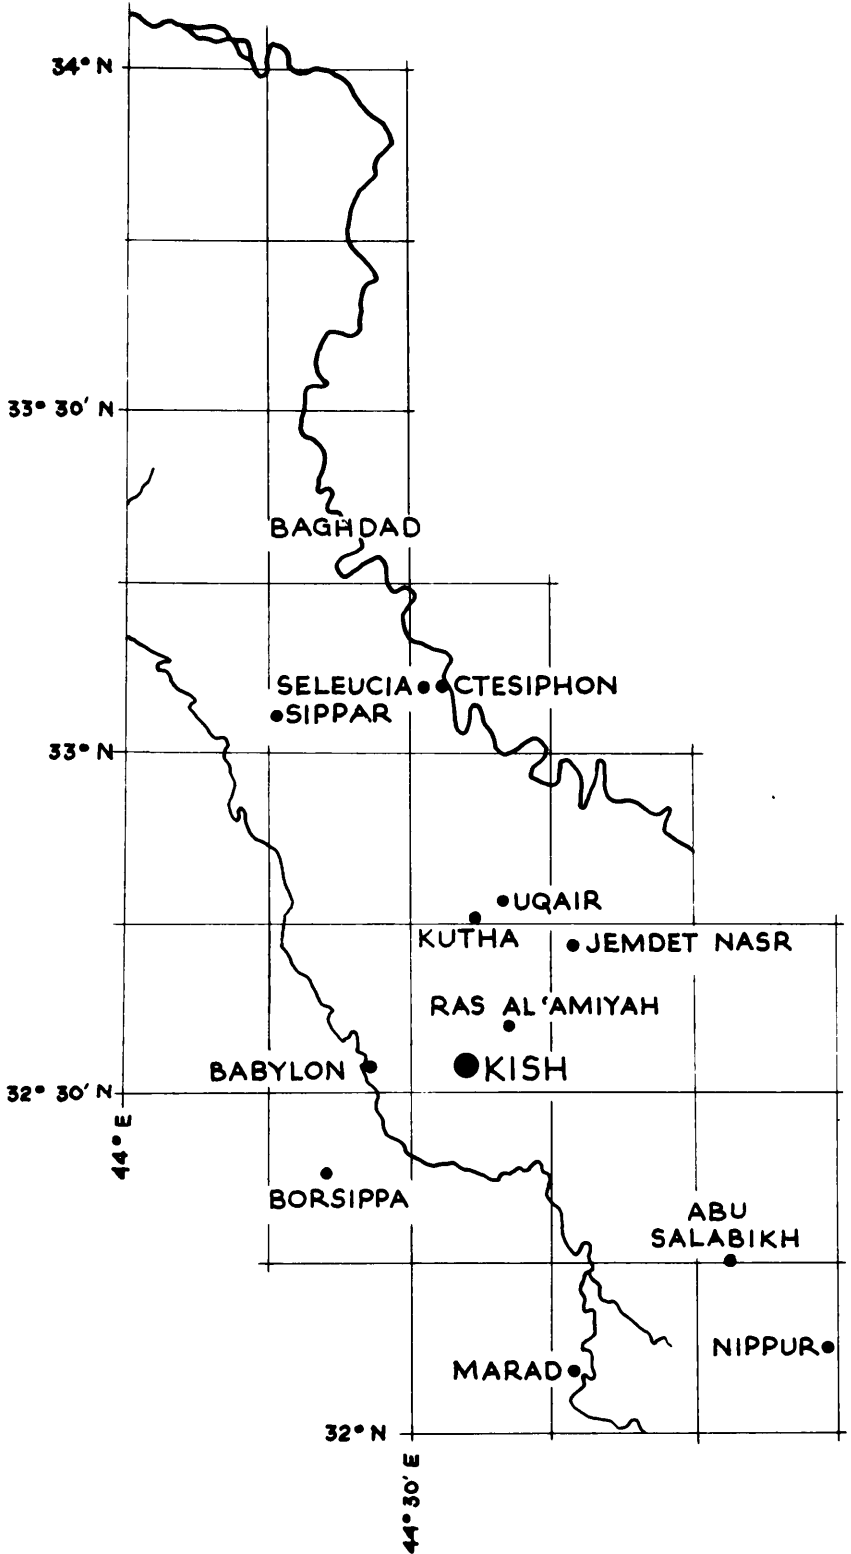 34° N
33° 30' N
BAGHDAD
SELEUCIA
CTESIPHON
SIPPAR
33° N
UQAIR
KUTHA
JEMDET NASR
RAS AL 'AMIYAH
BABYLON
KISH
32° 30' N
44° E
BORSIPPA
ABU
SALABIKH
NIPPUR
MARAD
32° N
44° 30' E